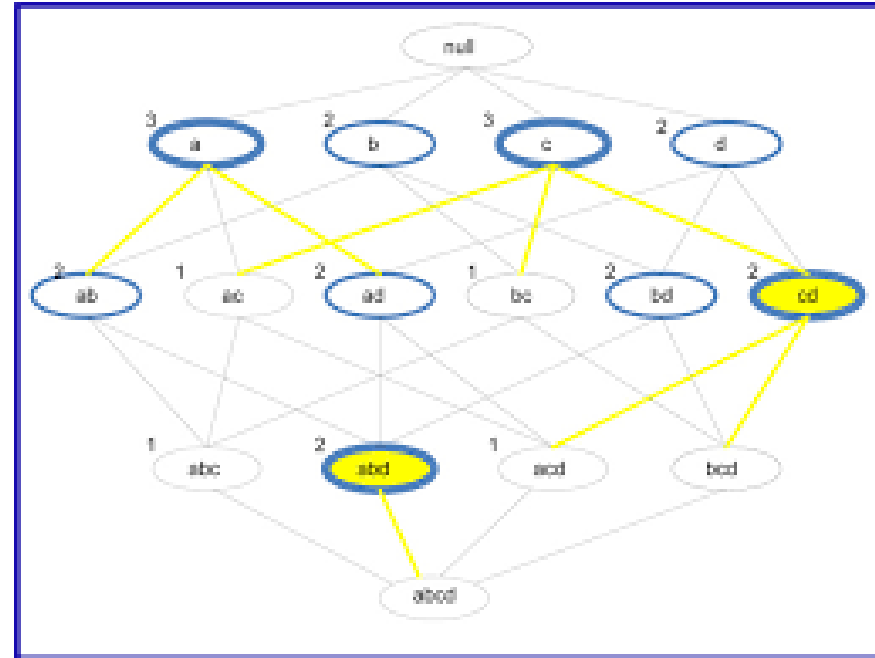 null
3 a 2 b 3 c 2 d
2 ab 1 ac 2 ad 1 bc 2 bd 2 cd
1 abc 2 abd 1 acd bcd
abcd